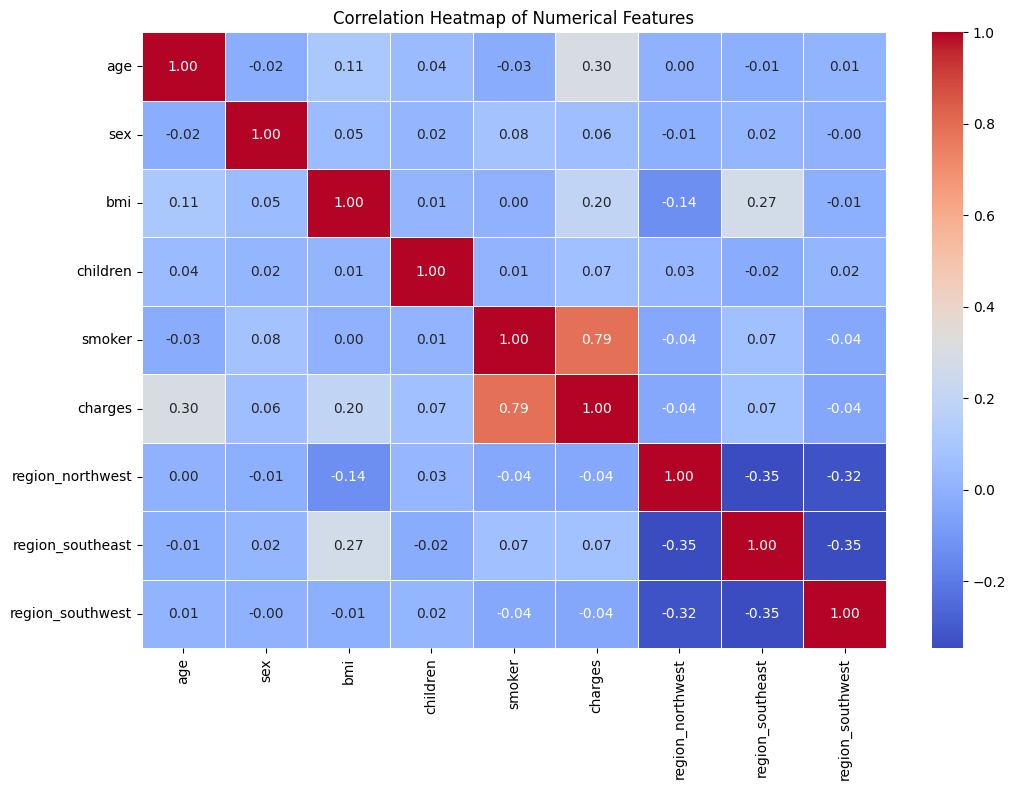 Correlation Heatmap of Numerical Features
age 1.00 -0.02 0.11 0.04 -0.03 0.30 0.00 -0.01 0.01
sex -0.02 1.00 0.05 0.02 0.08 0.06 -0.01 0.02 -0.00
bmi 0.11 0.05 1.00 0.01 0.00 0.20 -0.14 0.27 -0.01
children 0.04 0.02 0.01 1.00 0.01 0.07 0.03 -0.02 0.02
smoker -0.03 0.08 0.00 0.01 1.00 0.79 -0.04 0.07 -0.04
charges 0.30 0.06 0.20 0.07 0.79 1.00 -0.04 0.07 -0.04
region_northwest 0.00 -0.01 -0.14 0.03 -0.04 -0.04 1.00 -0.35 -0.32
region_southeast -0.01 0.02 0.27 -0.02 0.07 0.07 -0.35 1.00 -0.35
region_southwest 0.01 -0.00 -0.01 0.02 -0.04 -0.04 -0.32 -0.35 1.00
age sex bmi children smoker charges region_northwest region_southeast region_southwest
1.0
0.8
0.6
0.4
0.2
0.0
−0.2